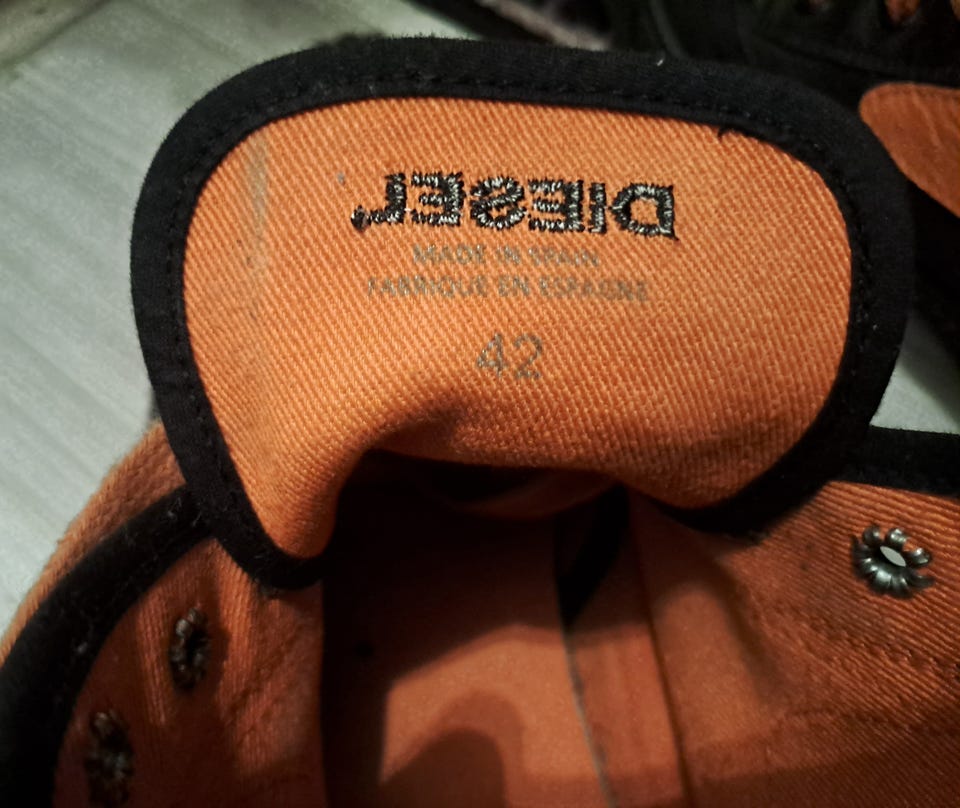 DIESEL
MADE IN SPAIN
FABRIQUE EN ESPAGNE
42